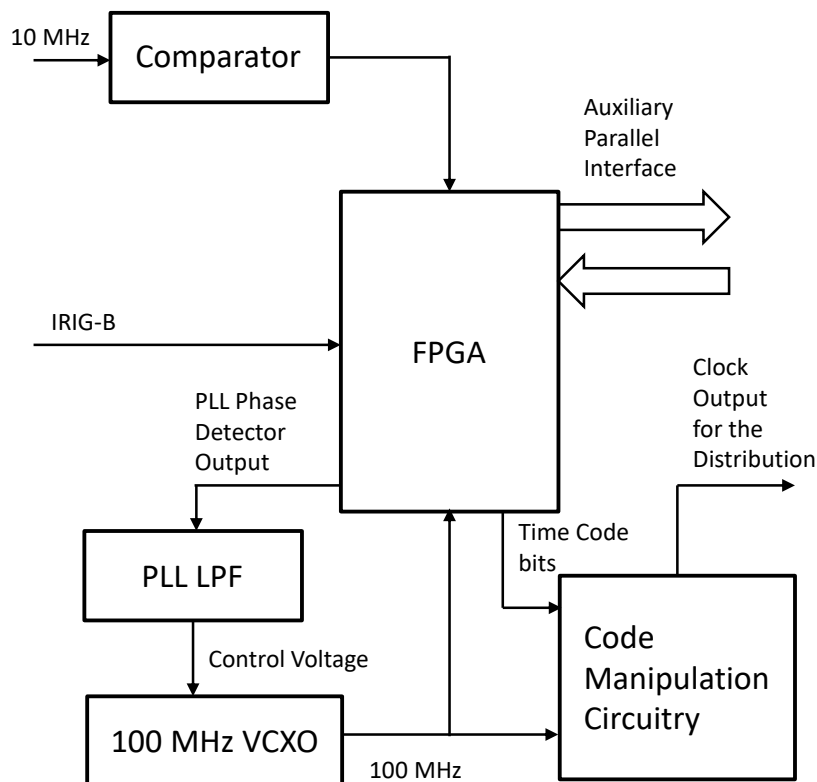 10 MHz
Comparator
Auxiliary
Parallel
Interface
IRIG-B
FPGA
Clock
Output
for the
Distribution
PLL Phase
Detector
Output
Time Code
bits
PLL LPF
Code
Manipulation
Circuitry
Control Voltage
100 MHz VCXO
100 MHz